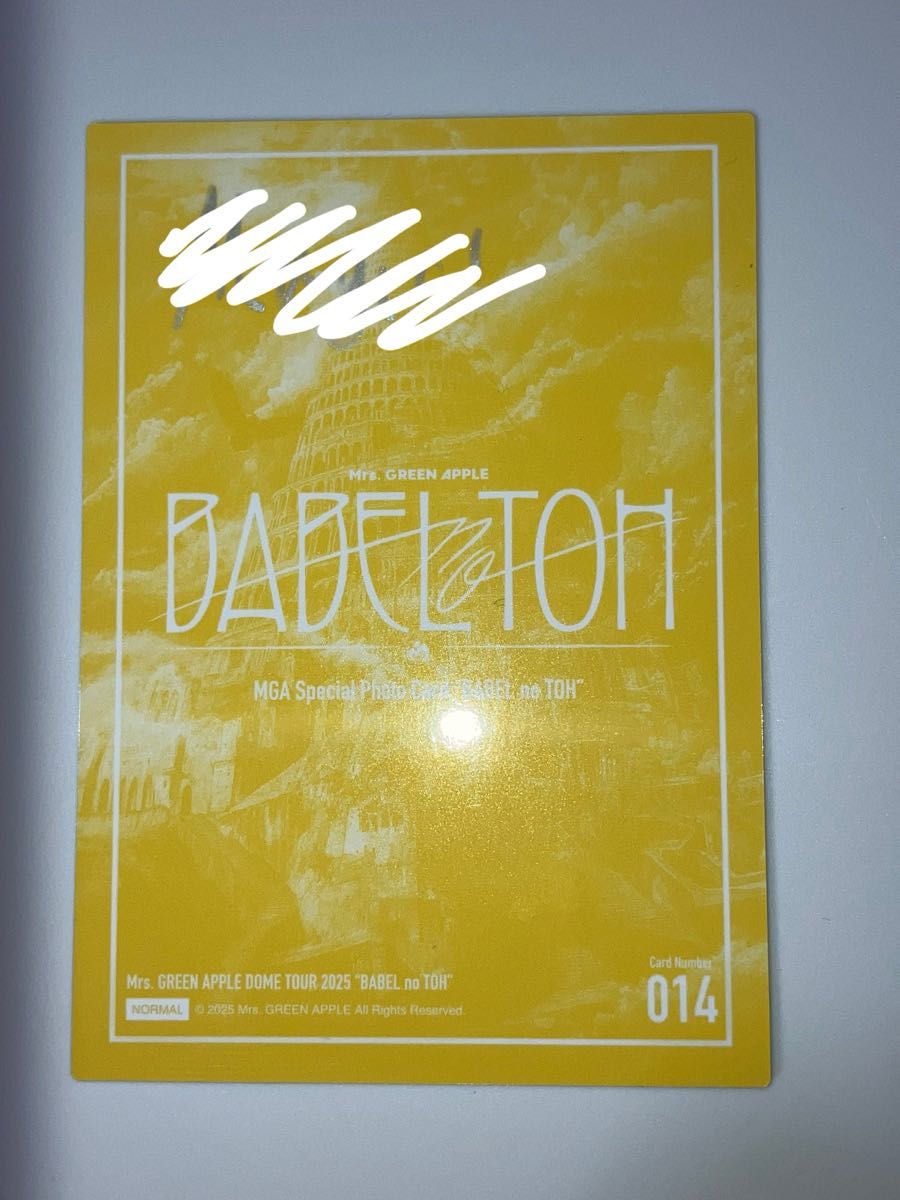 Mrs. GREEN APPLE
BABEL no TOH
MGA Special Photo Card "BABEL no TOH"
Mrs. GREEN APPLE DOME TOUR 2025 "BABEL no TOH"
NORMAL © 2025 Mrs. GREEN APPLE All Rights Reserved.
Card Number
014